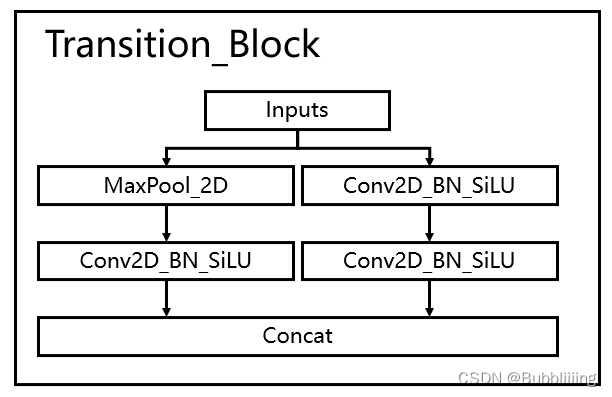 Transition_Block
Inputs
MaxPool_2D
Conv2D_BN_SiLU
Conv2D_BN_SiLU
Conv2D_BN_SiLU
Concat
CSDN @Bubbliiiing